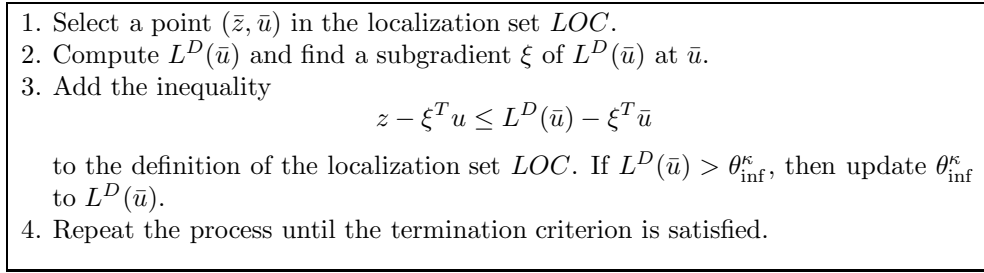 1. Select a point (z̄, ū) in the localization set LOC.
2. Compute L^D(ū) and find a subgradient ξ of L^D(ū) at ū.
3. Add the inequality
z − ξ^T u ≤ L^D(ū) − ξ^T ū
to the definition of the localization set LOC. If L^D(ū) > θ^κ_inf, then update θ^κ_inf
to L^D(ū).
4. Repeat the process until the termination criterion is satisfied.